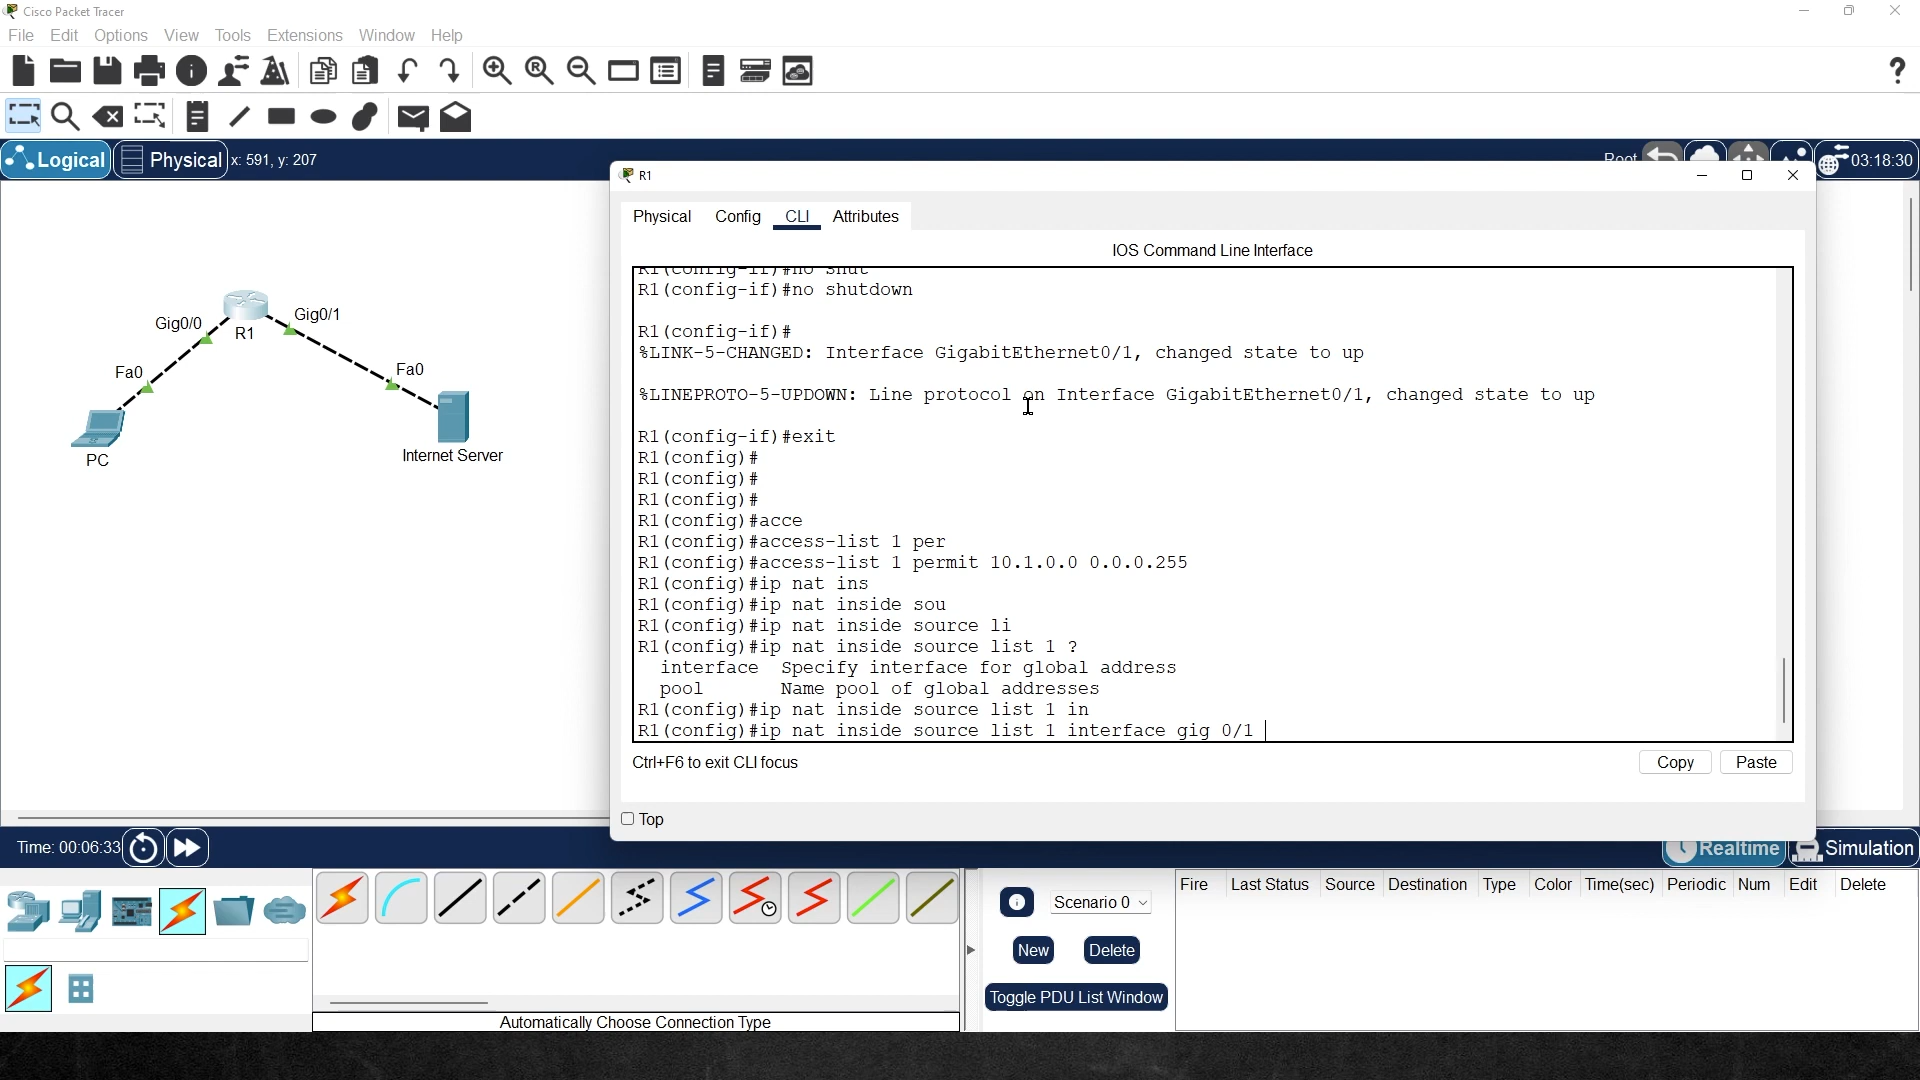 Cisco Packet Tracer
File Edit Options View Tools Extensions Window Help
Logical Physical x: 591, y: 207
Root 03:18:30
R1
Physical Config CLI Attributes
IOS Command Line Interface
R1(config-if)#no shut
R1(config-if)#no shutdown
R1(config-if)#
%LINK-5-CHANGED: Interface GigabitEthernet0/1, changed state to up
%LINEPROTO-5-UPDOWN: Line protocol on Interface GigabitEthernet0/1, changed state to up
R1(config-if)#exit
R1(config)#
R1(config)#
R1(config)#
R1(config)#acce
R1(config)#access-list 1 per
R1(config)#access-list 1 permit 10.1.0.0 0.0.0.255
R1(config)#ip nat ins
R1(config)#ip nat inside sou
R1(config)#ip nat inside source li
R1(config)#ip nat inside source list 1 ?
interface Specify interface for global address
pool Name pool of global addresses
R1(config)#ip nat inside source list 1 in
R1(config)#ip nat inside source list 1 interface gig 0/1
Ctrl+F6 to exit CLI focus
Copy Paste
Top
Gig0/0
Gig0/1
R1
Fa0
Fa0
PC
Internet Server
Time: 00:06:33
Realtime Simulation
Automatically Choose Connection Type
Scenario 0
New Delete
Toggle PDU List Window
Fire Last Status Source Destination Type Color Time(sec) Periodic Num Edit Delete